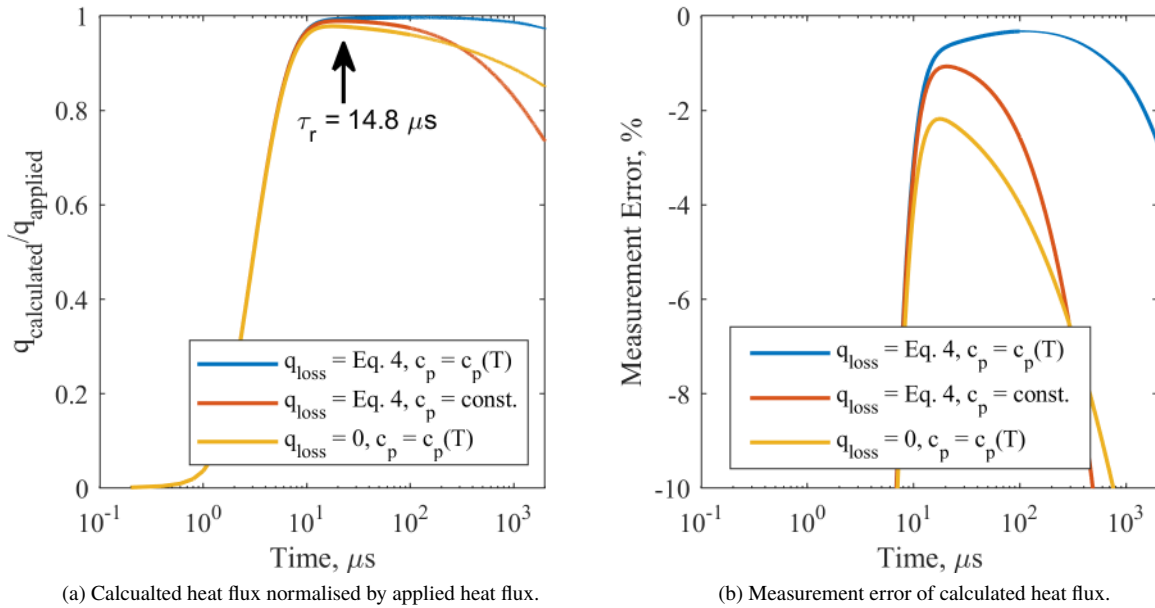 q_calculated/q_applied
1
0.8
0.6
0.4
0.2
0
τ_r = 14.8 μs
q_loss = Eq. 4, c_p = c_p(T)
q_loss = Eq. 4, c_p = const.
q_loss = 0, c_p = c_p(T)
10^-1
10^0
10^1
10^2
10^3
Time, μs
(a) Calcualted heat flux normalised by applied heat flux.
Measurement Error, %
0
-2
-4
-6
-8
-10
q_loss = Eq. 4, c_p = c_p(T)
q_loss = Eq. 4, c_p = const.
q_loss = 0, c_p = c_p(T)
10^-1
10^0
10^1
10^2
10^3
Time, μs
(b) Measurement error of calculated heat flux.